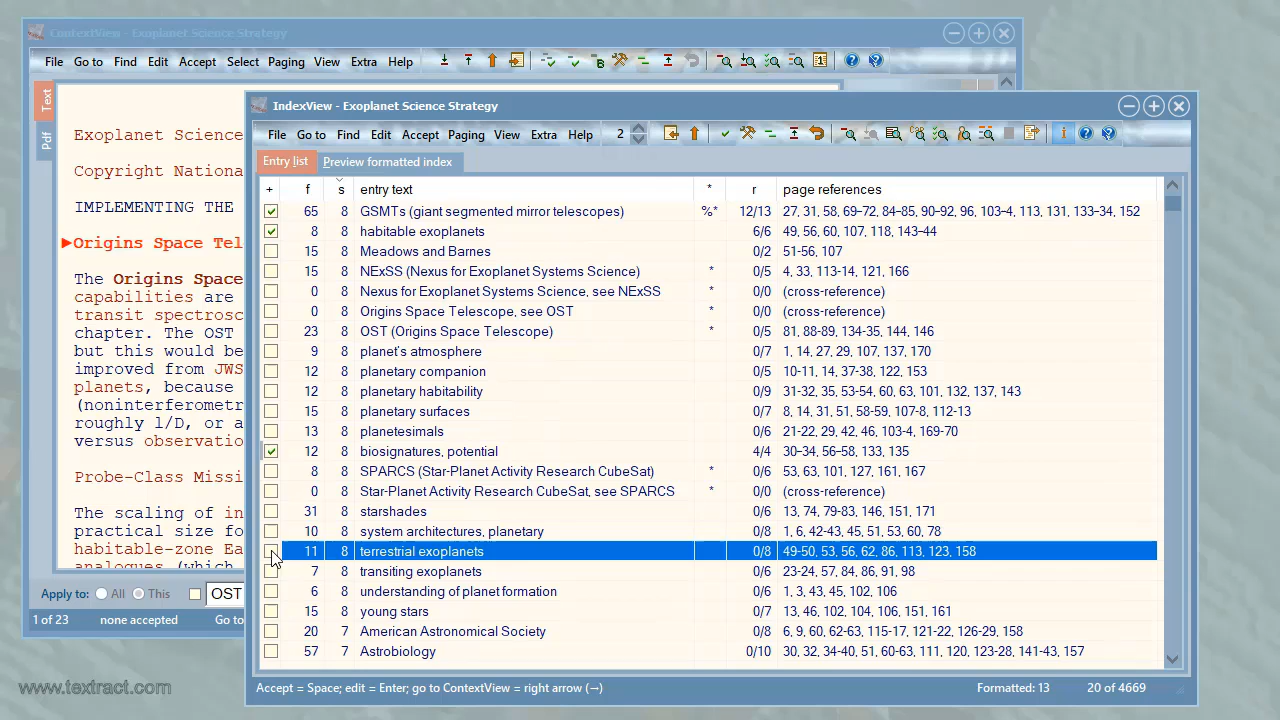 ContextView - Exoplanet Science Strategy
File Go to Find Edit Accept Select Paging View Extra Help
Text
Pdf
Exoplanet Science
Copyright National
IMPLEMENTING THE
Origins Space Tel
The Origins Space
capabilities are
transit spectrosc
chapter. The OST
but this would be
improved from JWS
planets, because
(noninterferometr
roughly l/D, or a
versus observatio
Probe-Class Missi
The scaling of in
practical size fo
habitable-zone Ea
analogues (which
Apply to: All This OST
1 of 23 none accepted Go to
IndexView - Exoplanet Science Strategy
File Go to Find Edit Accept Paging View Extra Help 2
Entry list Preview formatted index
+ f s entry text * r page references
65 8 GSMTs (giant segmented mirror telescopes) %* 12/13 27, 31, 58, 69–72, 84–85, 90–92, 96, 103–4, 113, 131, 133–34, 152
8 8 habitable exoplanets 6/6 49, 56, 60, 107, 118, 143–44
15 8 Meadows and Barnes 0/2 51-56, 107
15 8 NExSS (Nexus for Exoplanet Systems Science) * 0/5 4, 33, 113-14, 121, 166
0 8 Nexus for Exoplanet Systems Science, see NExSS * 0/0 (cross-reference)
0 8 Origins Space Telescope, see OST * 0/0 (cross-reference)
23 8 OST (Origins Space Telescope) * 0/5 81, 88-89, 134-35, 144, 146
9 8 planet's atmosphere 0/7 1, 14, 27, 29, 107, 137, 170
12 8 planetary companion 0/6 10-11, 14, 37-38, 122, 153
12 8 planetary habitability 0/9 31-32, 35, 53-54, 60, 63, 101, 132, 137, 143
15 8 planetary surfaces 0/7 8, 14, 31, 51, 58-59, 107-8, 112-13
13 8 planetesimals 0/6 21-22, 29, 42, 46, 103-4, 169-70
12 8 biosignatures, potential 4/4 30–34, 56–58, 133, 135
8 8 SPARCS (Star-Planet Activity Research CubeSat) * 0/6 53, 63, 101, 127, 161, 167
0 8 Star-Planet Activity Research CubeSat, see SPARCS * 0/0 (cross-reference)
31 8 starshades 0/6 13, 74, 79-83, 146, 151, 171
10 8 system architectures, planetary 0/8 1, 6, 42-43, 45, 51, 53, 60, 78
11 8 terrestrial exoplanets 0/8 49-50, 53, 56, 62, 86, 113, 123, 158
7 8 transiting exoplanets 0/6 23-24, 57, 84, 86, 91, 98
6 8 understanding of planet formation 0/6 1, 3, 43, 45, 102, 106
15 8 young stars 0/7 13, 46, 102, 104, 106, 151, 161
20 7 American Astronomical Society 0/8 6, 9, 60, 62-63, 115-17, 121-22, 126-29, 158
57 7 Astrobiology 0/10 30, 32, 34-40, 51, 60-63, 111, 120, 123-28, 141-43, 157
Accept = Space; edit = Enter; go to ContextView = right arrow (→) Formatted: 13 20 of 4669
www.textract.com